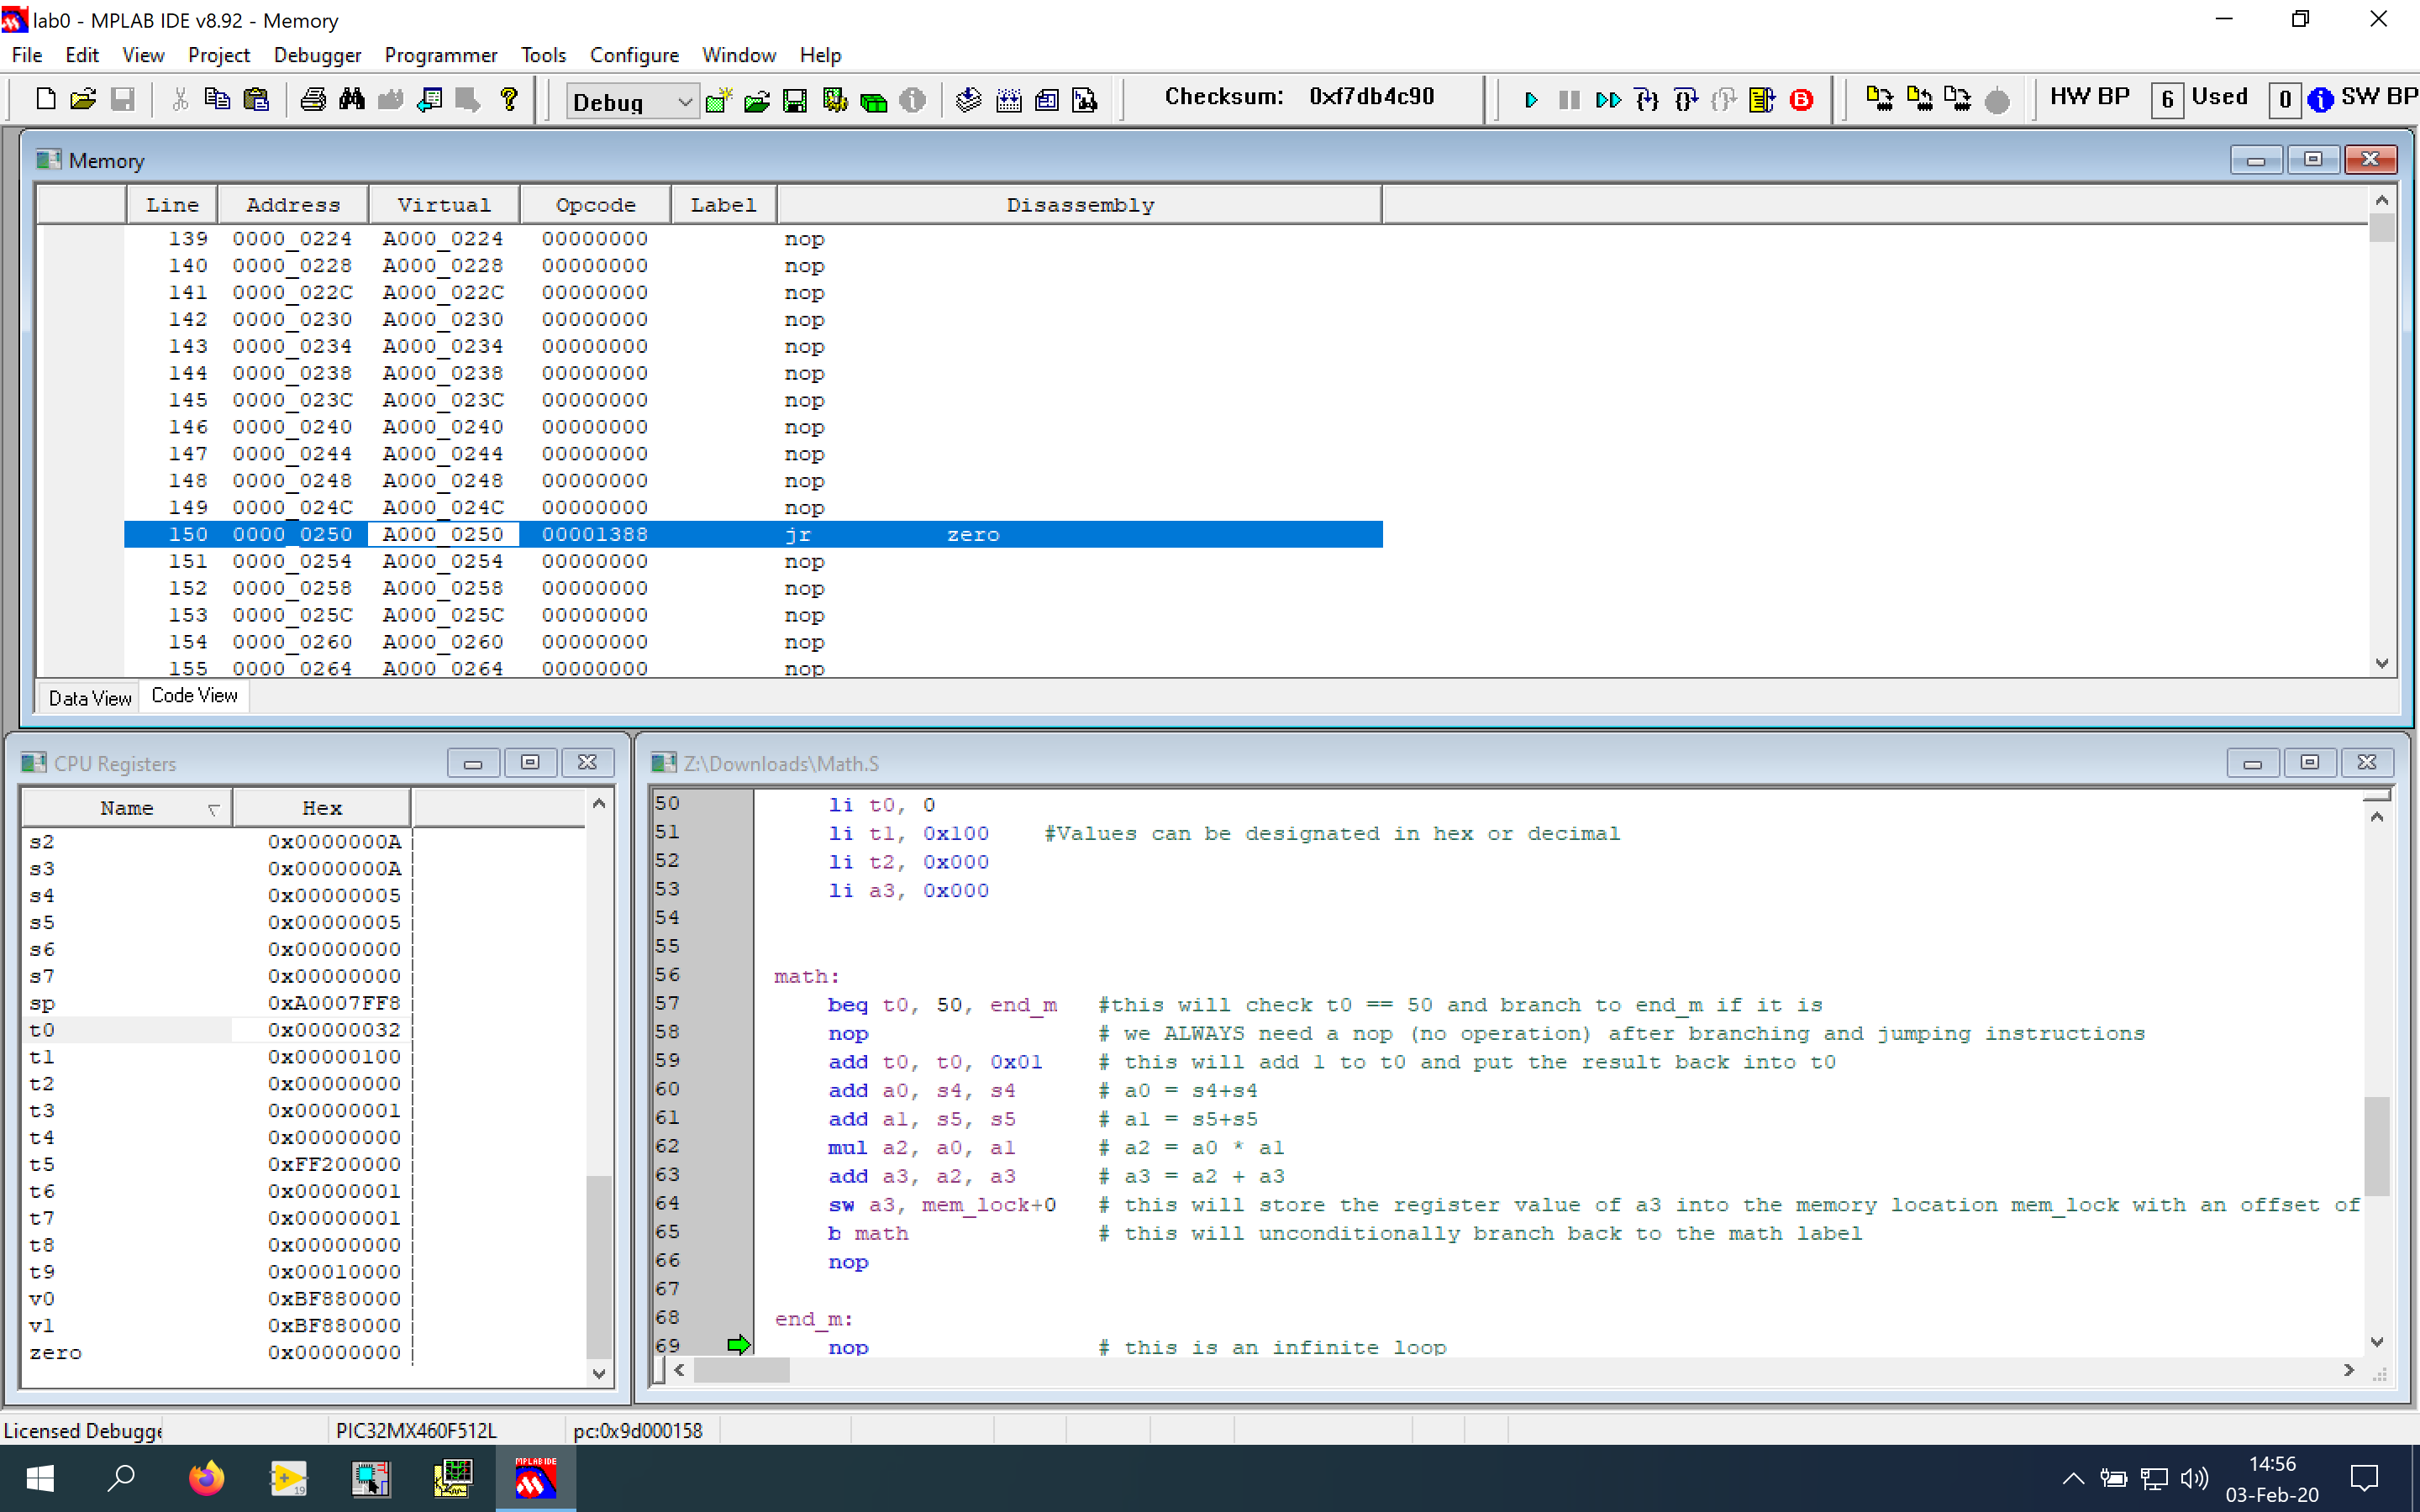 lab0 - MPLAB IDE v8.92 - Memory
File Edit View Project Debugger Programmer Tools Configure Window Help
Debug Checksum: 0xf7db4c90 HW BP 6 Used 0 SW BP
Memory
Line Address Virtual Opcode Label Disassembly
139 0000_0224 A000_0224 00000000 nop
140 0000_0228 A000_0228 00000000 nop
141 0000_022C A000_022C 00000000 nop
142 0000_0230 A000_0230 00000000 nop
143 0000_0234 A000_0234 00000000 nop
144 0000_0238 A000_0238 00000000 nop
145 0000_023C A000_023C 00000000 nop
146 0000_0240 A000_0240 00000000 nop
147 0000_0244 A000_0244 00000000 nop
148 0000_0248 A000_0248 00000000 nop
149 0000_024C A000_024C 00000000 nop
150 0000_0250 A000_0250 00001388 jr zero
151 0000_0254 A000_0254 00000000 nop
152 0000_0258 A000_0258 00000000 nop
153 0000_025C A000_025C 00000000 nop
154 0000_0260 A000_0260 00000000 nop
155 0000_0264 A000_0264 00000000 nop
Data View Code View
CPU Registers
Name Hex
s2 0x0000000A
s3 0x0000000A
s4 0x00000005
s5 0x00000005
s6 0x00000000
s7 0x00000000
sp 0xA0007FF8
t0 0x00000032
t1 0x00000100
t2 0x00000000
t3 0x00000001
t4 0x00000000
t5 0xFF200000
t6 0x00000001
t7 0x00000001
t8 0x00000000
t9 0x00010000
v0 0xBF880000
v1 0xBF880000
zero 0x00000000
Z:\Downloads\Math.S
50 li t0, 0
51 li t1, 0x100 #Values can be designated in hex or decimal
52 li t2, 0x000
53 li a3, 0x000
54
55
56 math:
57 beq t0, 50, end_m #this will check t0 == 50 and branch to end_m if it is
58 nop # we ALWAYS need a nop (no operation) after branching and jumping instructions
59 add t0, t0, 0x01 # this will add 1 to t0 and put the result back into t0
60 add a0, s4, s4 # a0 = s4+s4
61 add a1, s5, s5 # a1 = s5+s5
62 mul a2, a0, a1 # a2 = a0 * a1
63 add a3, a2, a3 # a3 = a2 + a3
64 sw a3, mem_lock+0 # this will store the register value of a3 into the memory location mem_lock with an offset of
65 b math # this will unconditionally branch back to the math label
66 nop
67
68 end_m:
69 nop # this is an infinite loop
Licensed Debugge PIC32MX460F512L pc:0x9d000158
19
MPLAB IDE
14:56
03-Feb-20